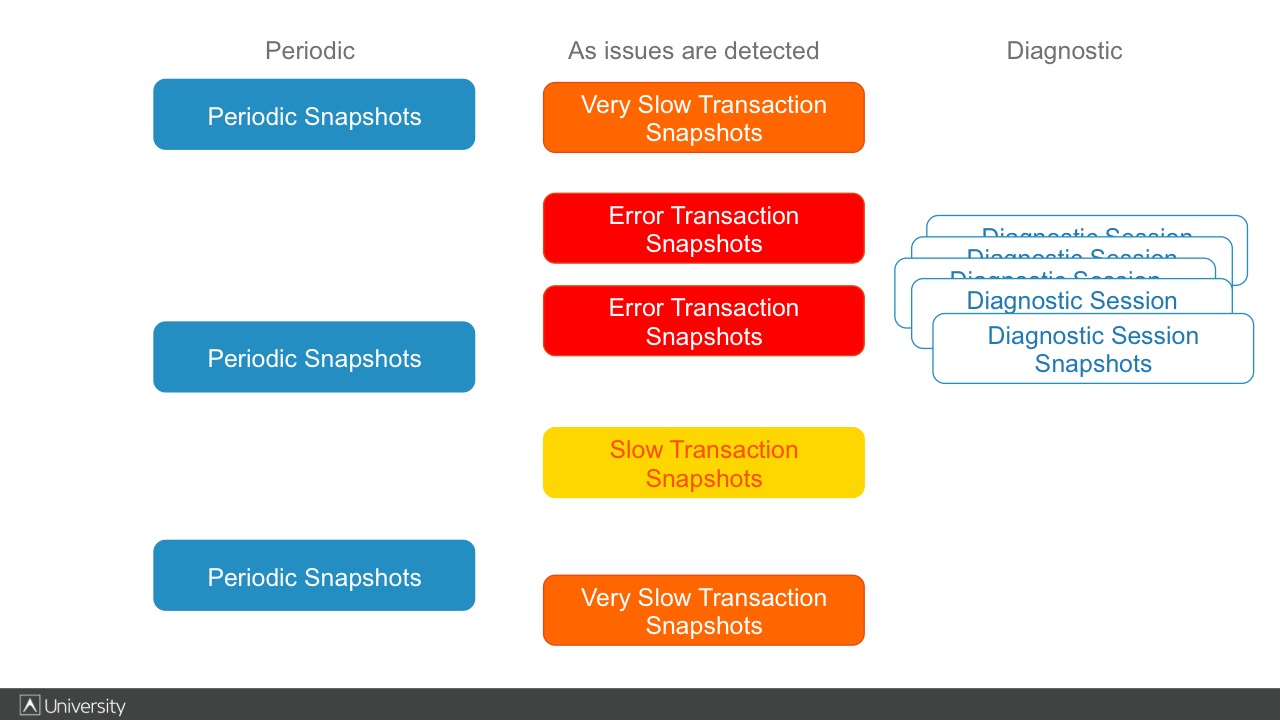 Periodic
As issues are detected
Diagnostic
Periodic Snapshots
Very Slow Transaction
Snapshots
Error Transaction
Snapshots
Diagnostic Session
Diagnostic Session
Diagnostic Session
Diagnostic Session
Diagnostic Session
Snapshots
Error Transaction
Snapshots
Periodic Snapshots
Slow Transaction
Snapshots
Periodic Snapshots
Very Slow Transaction
Snapshots
University